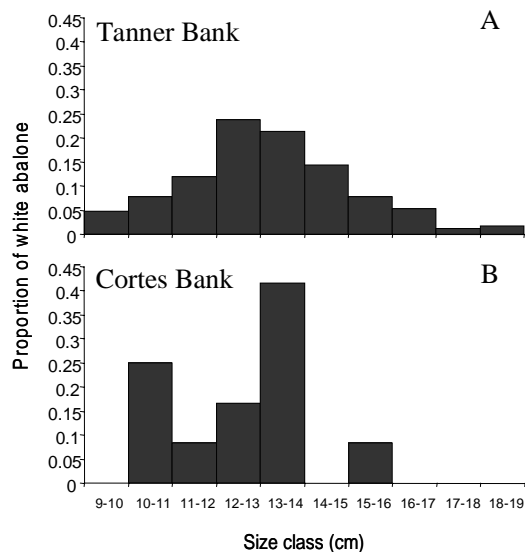 Proportion of white abalone
A
Tanner Bank
0.45
0.4
0.35
0.3
0.25
0.2
0.15
0.1
0.05
0
B
Cortes Bank
0.45
0.4
0.35
0.3
0.25
0.2
0.15
0.1
0.05
0
9-10 10-11 11-12 12-13 13-14 14-15 15-16 16-17 17-18 18-19
Size class (cm)